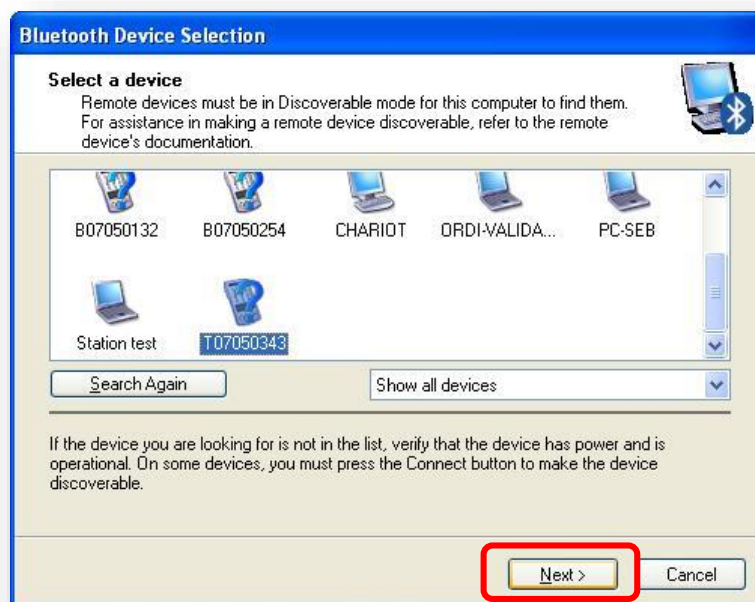 Bluetooth Device Selection
Select a device
Remote devices must be in Discoverable mode for this computer to find them.
For assistance in making a remote device discoverable, refer to the remote
device's documentation.
B07050132 B07050254 CHARIOT ORDI-VALIDA... PC-SEB
Station test T07050343
Search Again Show all devices
If the device you are looking for is not in the list, verify that the device has power and is
operational. On some devices, you must press the Connect button to make the device
discoverable.
Next > Cancel